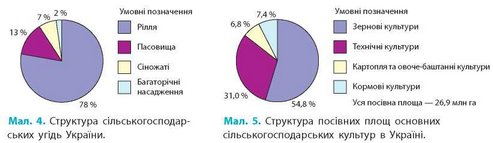 Умовні позначення
7 %
2 %
13 %
78 %
Рілля
Пасовища
Сіножаті
Багаторічні
насадження
Мал. 4. Структура сільськогосподар-
ських угідь України.
Умовні позначення
7,4 %
6,8 %
31,0 %
54,8 %
Зернові культури
Технічні культури
Картопля та овоче-баштанні культури
Кормові культури
Уся посівна площа — 26,9 млн га
Мал. 5. Структура посівних площ основних
сільськогосподарських культур в Україні.